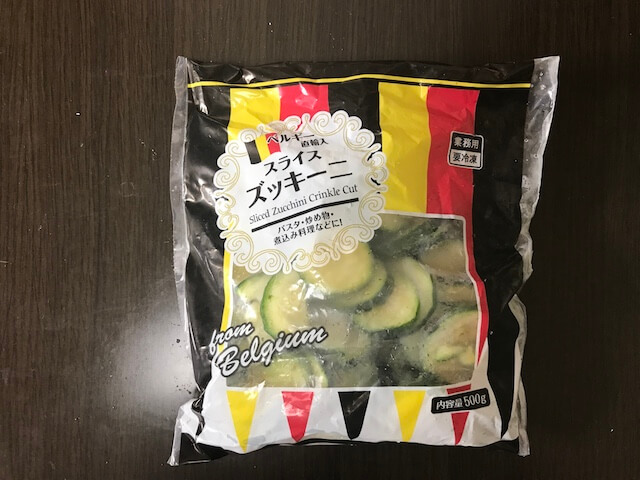 ベルギー
直輸入
スライス
ズッキーニ
Sliced Zucchini Crinkle Cut
パスタ・炒め物・
煮込み料理などに!
業務用
要冷凍
from
Belgium
内容量500g